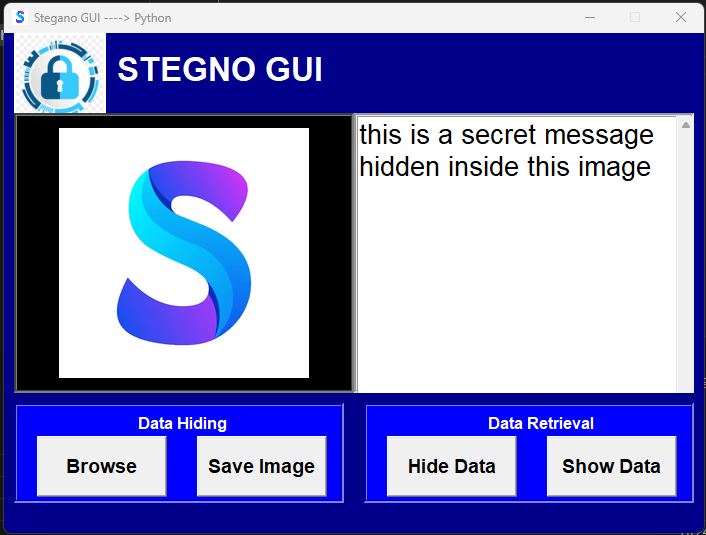 Stegano GUI ----> Python
STEGNO GUI
this is a secret message
hidden inside this image
Data Hiding
Browse
Save Image
Data Retrieval
Hide Data
Show Data